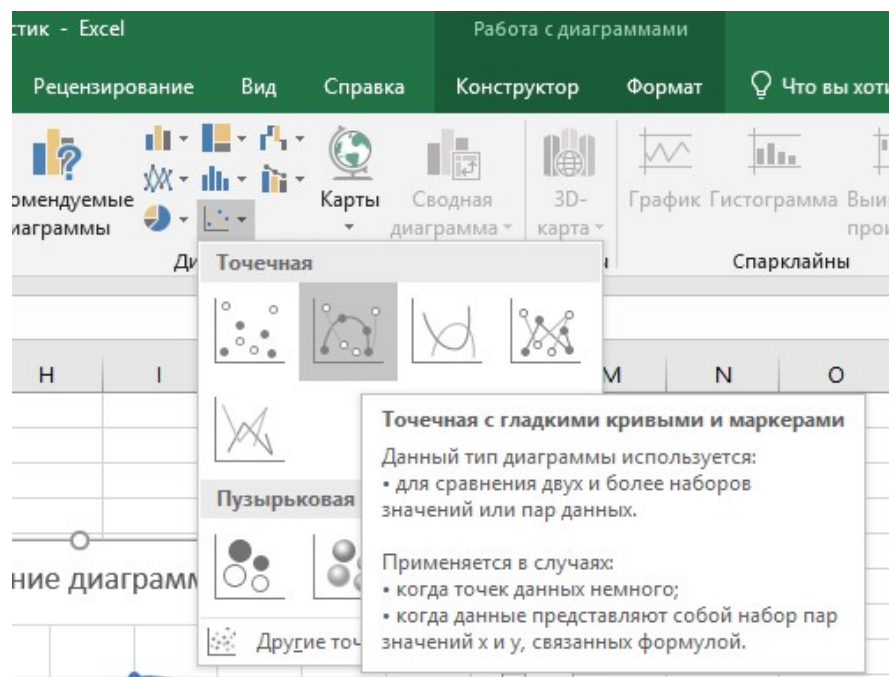 стик - Excel
Работа с диаграммами
Рецензирование Вид Справка Конструктор Формат Что вы хоти
омендуемые
иаграммы
Карты
Сводная
диаграмма
3D-
карта
График Гистограмма Выи
прои
Ди
ы
Спарклайны
Точечная
H I M N O
Точечная с гладкими кривыми и маркерами
Данный тип диаграммы используется:
• для сравнения двух и более наборов
значений или пар данных.
Применяется в случаях:
• когда точек данных немного;
• когда данные представляют собой набор пар
значений x и y, связанных формулой.
Пузырьковая
ние диаграмм
Другие точ